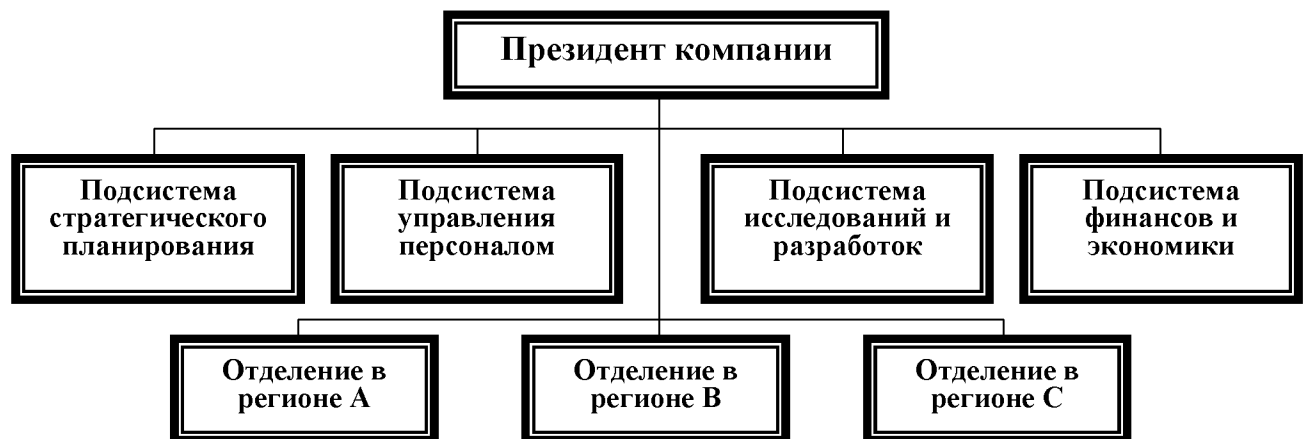 Президент компании
Подсистема
стратегического
планирования
Подсистема
управления
персоналом
Подсистема
исследований и
разработок
Подсистема
финансов и
экономики
Отделение в
регионе А
Отделение в
регионе В
Отделение в
регионе С